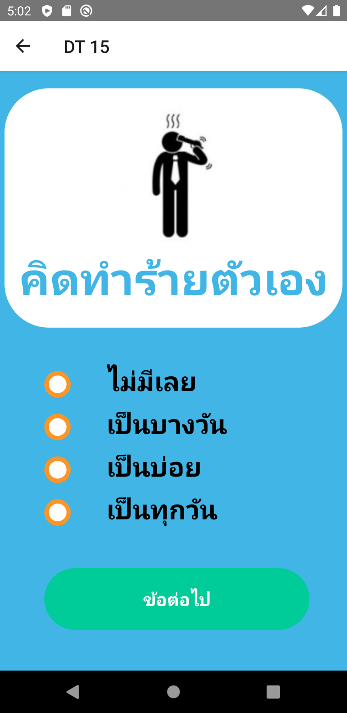 5:02
DT 15
คิดทำร้ายตัวเอง
ไม่มีเลย
เป็นบางวัน
เป็นบ่อย
เป็นทุกวัน
ข้อต่อไป